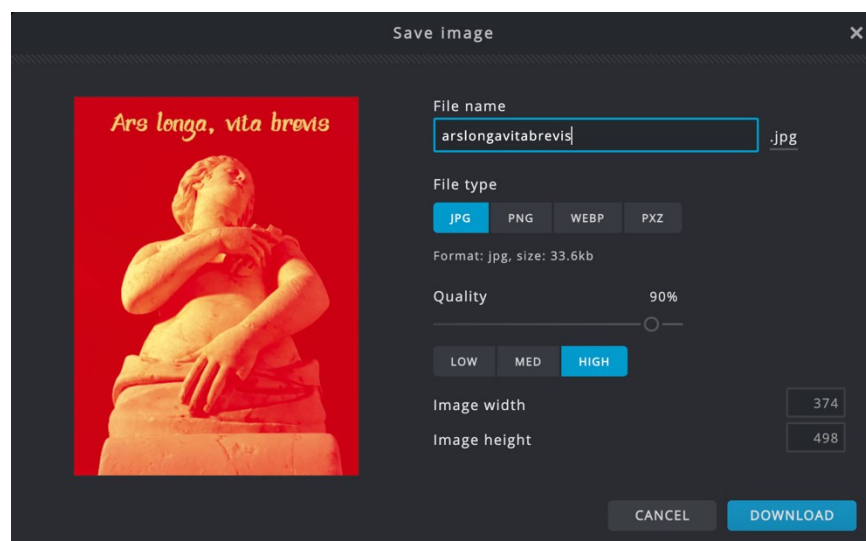 Save image
Ars longa, vita brevis
File name
arslongavitabrevis .jpg
File type
JPG PNG WEBP PXZ
Format: jpg, size: 33.6kb
Quality 90%
LOW MED HIGH
Image width 374
Image height 498
CANCEL DOWNLOAD